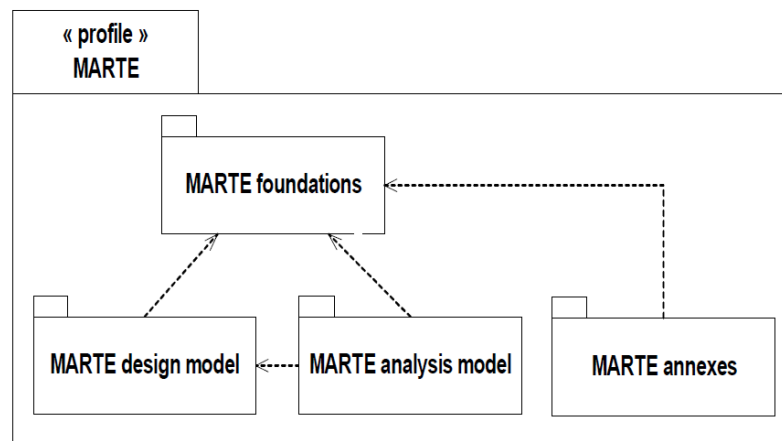 « profile »
MARTE
MARTE foundations
MARTE design model
MARTE analysis model
MARTE annexes